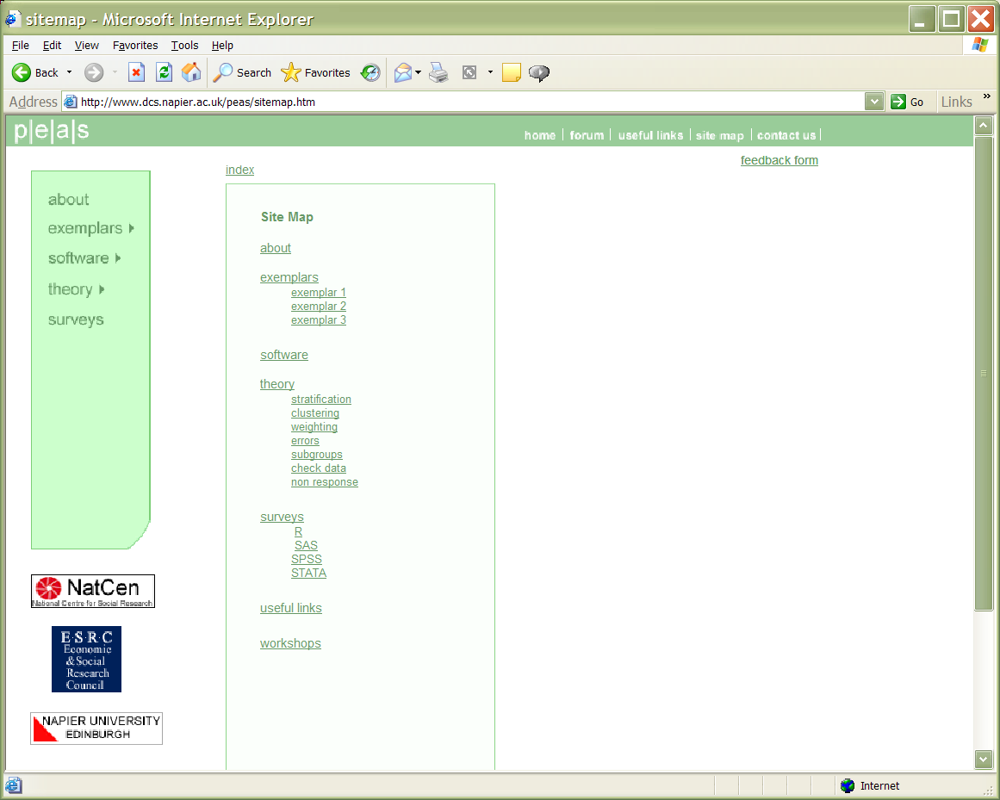 sitemap - Microsoft Internet Explorer
File Edit View Favorites Tools Help
Back Search Favorites
Address http://www.dcs.napier.ac.uk/peas/sitemap.htm Go Links »
p|e|a|s
home | forum | useful links | site map | contact us |
feedback form
index
about
exemplars
software
theory
surveys
NatCen
National Centre for Social Research
E·S·R·C
Economic
& Social
Research
Council
NAPIER UNIVERSITY
EDINBURGH
Site Map
about
exemplars
exemplar 1
exemplar 2
exemplar 3
software
theory
stratification
clustering
weighting
errors
subgroups
check data
non response
surveys
R
SAS
SPSS
STATA
useful links
workshops
Internet